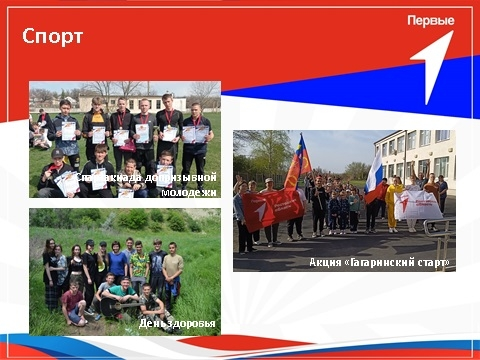 Первые
Спорт
Спартакиада допризывной
молодежи
Акция «Гагаринский старт»
День здоровья